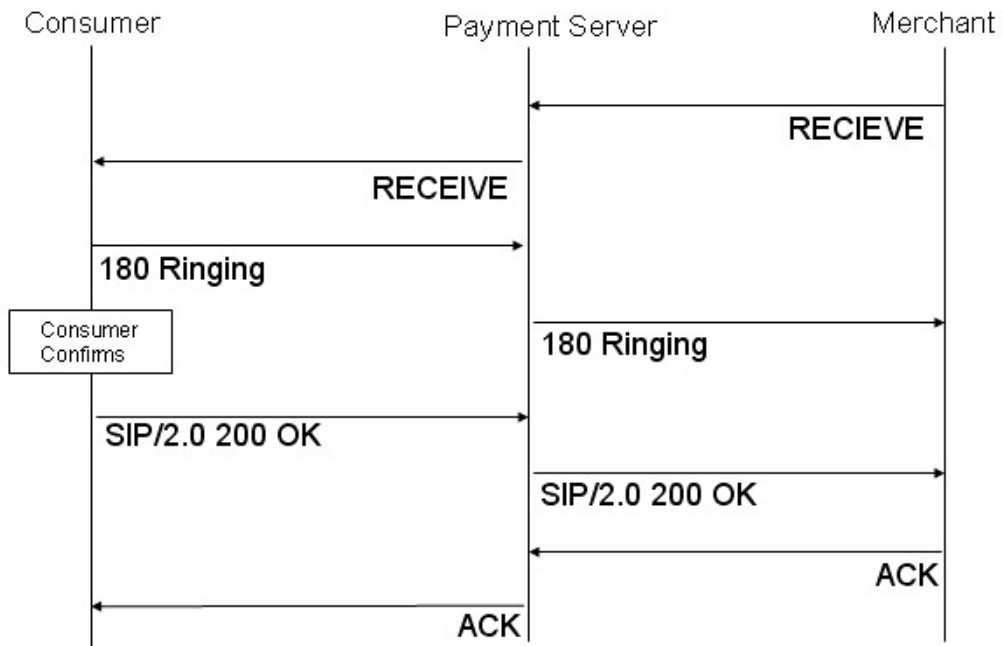 Consumer
Payment Server
Merchant
RECIEVE
RECEIVE
180 Ringing
Consumer
Confirms
180 Ringing
SIP/2.0 200 OK
SIP/2.0 200 OK
ACK
ACK